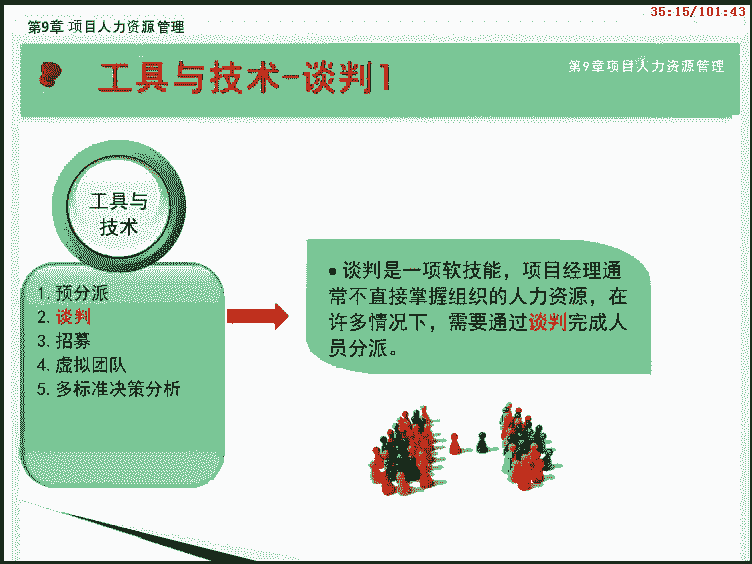 35:15/101:43
第9章 项目人力资源管理
工具与技术-谈判1
第9章项目人力资源管理
工具与
技术
1. 预分派
2. 谈判
3. 招募
4. 虚拟团队
5. 多标准决策分析
● 谈判是一项软技能，项目经理通
常不直接掌握组织的人力资源，在
许多情况下，需要通过谈判完成人
员分派。